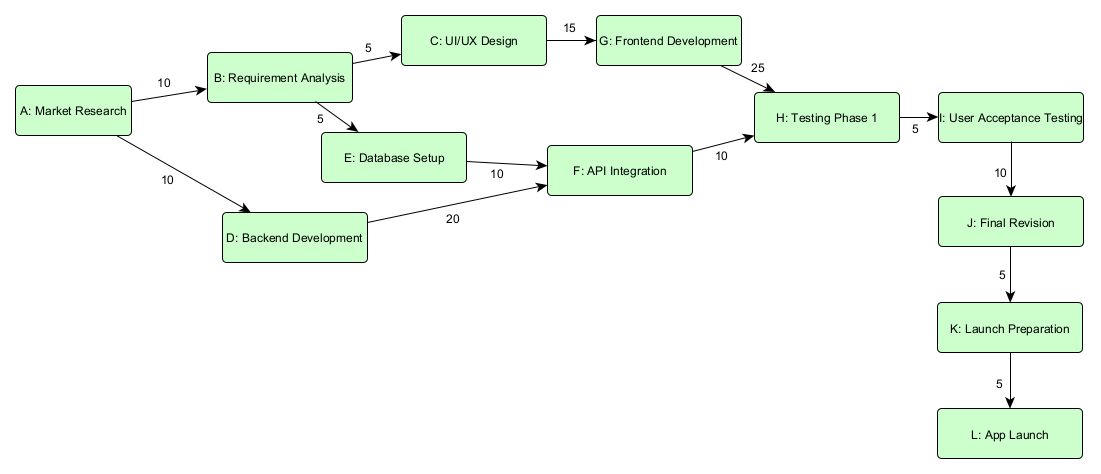 15
C: UI/UX Design
G: Frontend Development
5
25
B: Requirement Analysis
10
A: Market Research
H: Testing Phase 1
I: User Acceptance Testing
5
5
E: Database Setup
10
F: API Integration
10
10
10
20
D: Backend Development
J: Final Revision
5
K: Launch Preparation
5
L: App Launch